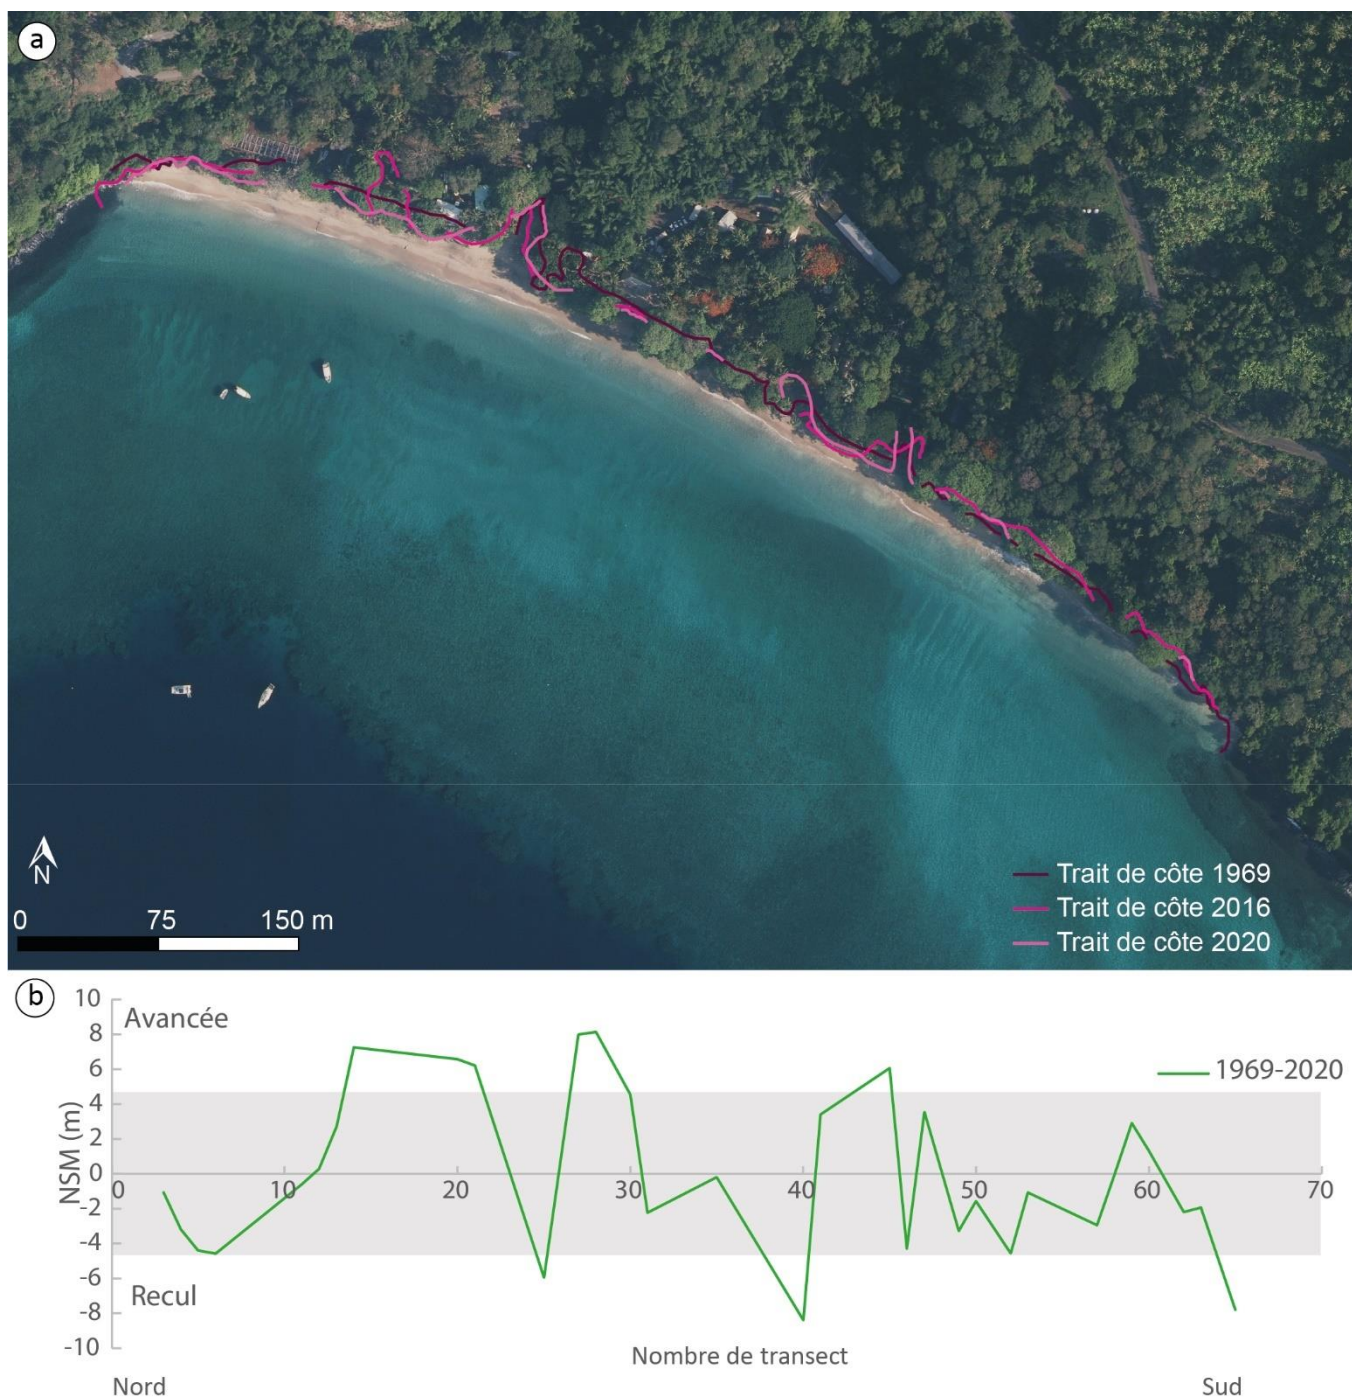 a
Trait de côte 1969
Trait de côte 2016
Trait de côte 2020
N
0 75 150 m
b
10
8
6
4
2
0
-2
-4
-6
-8
-10
NSM (m)
Avancée
Recul
1969-2020
0 10 20 30 40 50 60 70
Nombre de transect
Nord Sud